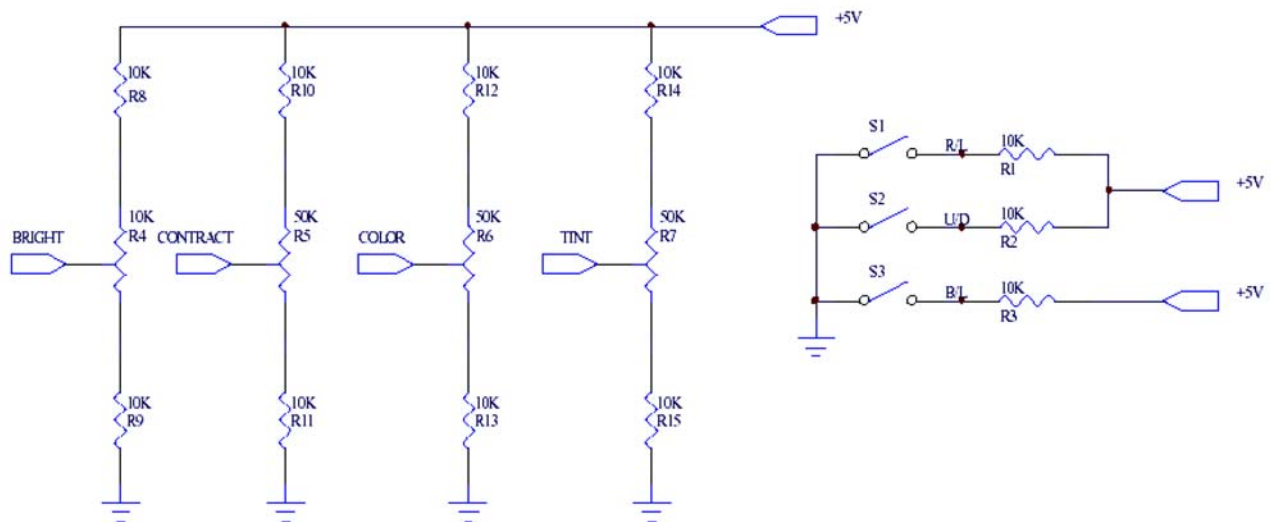 +5V
10K
R8
10K
R10
10K
R12
10K
R14
10K
R4
BRIGHT
50K
R5
CONTRACT
50K
R6
COLOR
50K
R7
TINT
10K
R9
10K
R11
10K
R13
10K
R15
S1
R/L
10K
R1
+5V
S2
U/D
10K
R2
S3
B/L
10K
R3
+5V